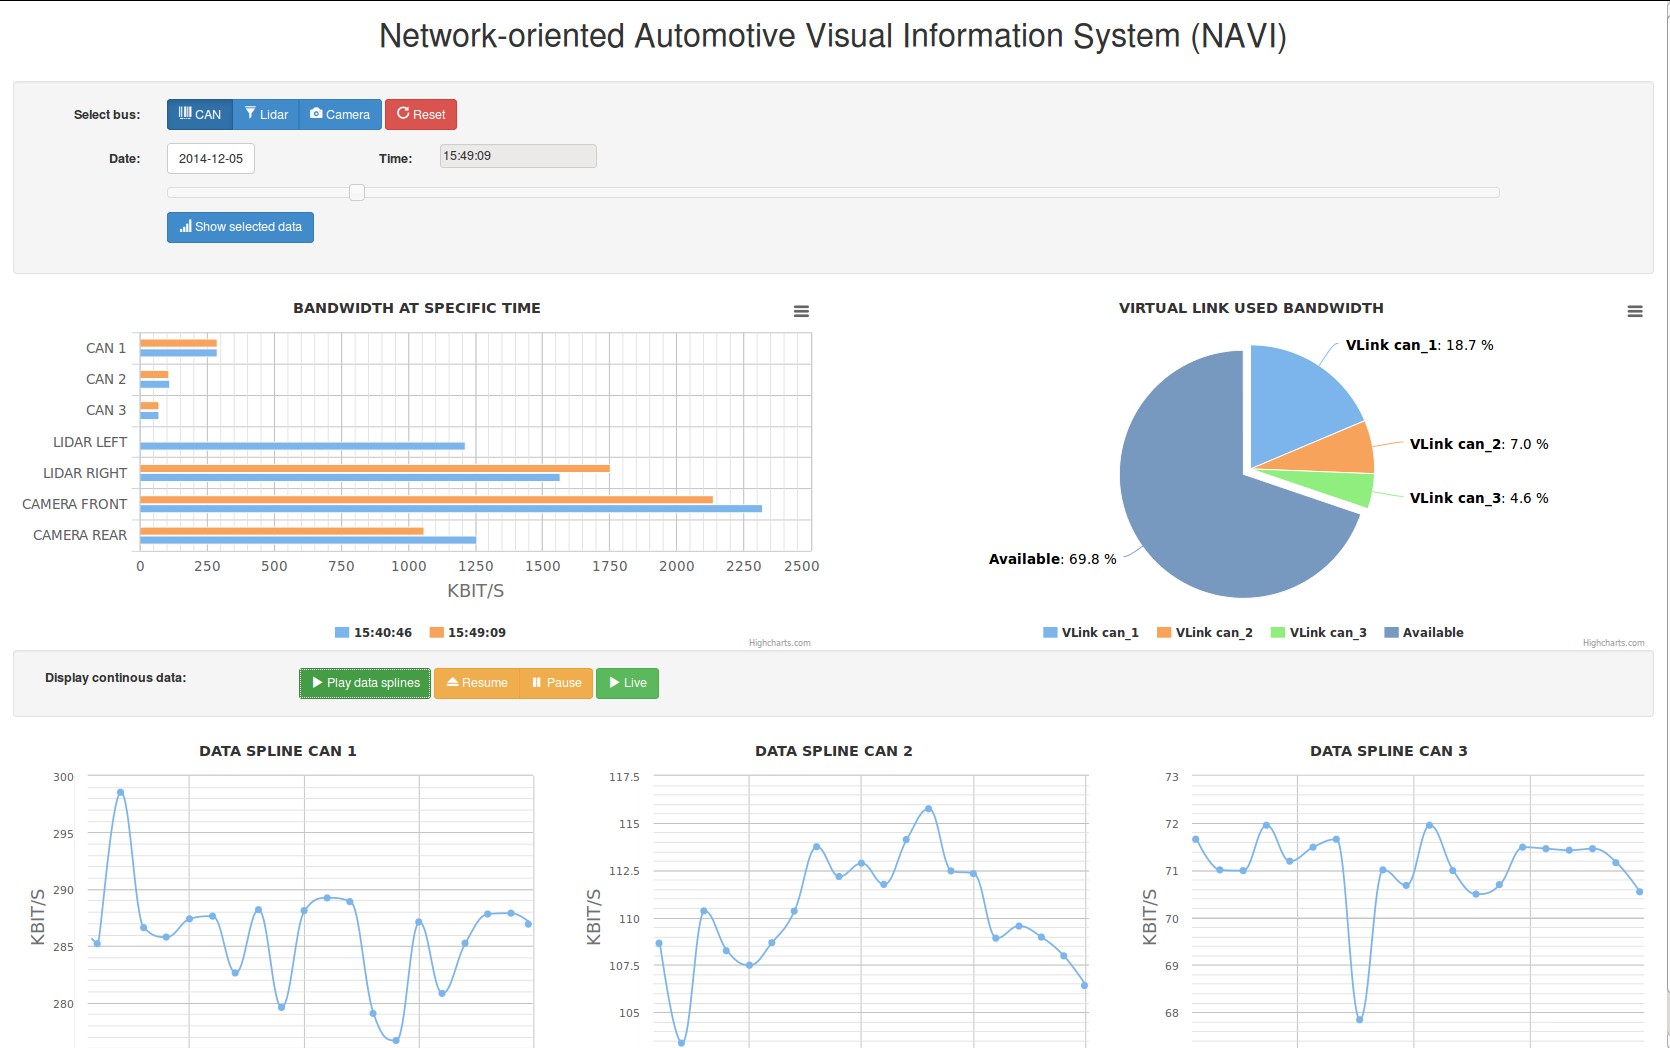 Network-oriented Automotive Visual Information System (NAVI)
Select bus: CAN Lidar Camera Reset
Date: 2014-12-05 Time: 15:49:09
Show selected data
BANDWIDTH AT SPECIFIC TIME
CAN 1
CAN 2
CAN 3
LIDAR LEFT
LIDAR RIGHT
CAMERA FRONT
CAMERA REAR
0 250 500 750 1000 1250 1500 1750 2000 2250 2500
KBIT/S
15:40:46 15:49:09
Highcharts.com
VIRTUAL LINK USED BANDWIDTH
VLink can_1: 18.7 %
VLink can_2: 7.0 %
VLink can_3: 4.6 %
Available: 69.8 %
VLink can_1 VLink can_2 VLink can_3 Available
Highcharts.com
Display continous data: Play data splines Resume Pause Live
DATA SPLINE CAN 1
300
295
290
285
280
KBIT/S
DATA SPLINE CAN 2
117.5
115
112.5
110
107.5
105
KBIT/S
DATA SPLINE CAN 3
73
72
71
70
69
68
KBIT/S